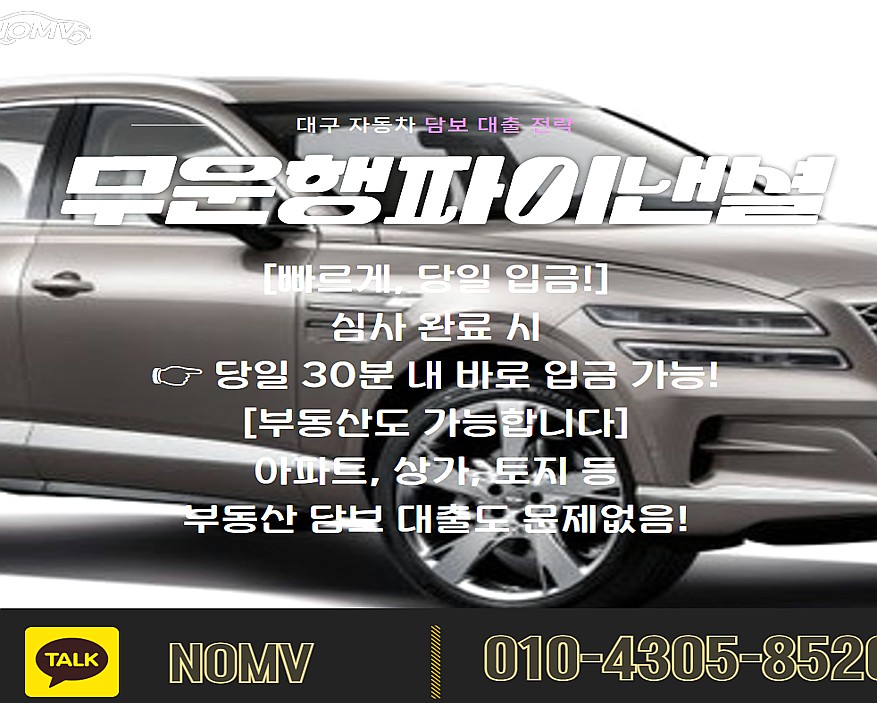 NOMV
대구 자동차 담보 대출 전략
무운행파이낸셜
[빠르게, 당일 입금!]
심사 완료 시
👉 당일 30분 내 바로 입금 가능!
[부동산도 가능합니다]
아파트, 상가, 토지 등
부동산 담보 대출도 문제없음!
TALK
NOMV
010-4305-8520